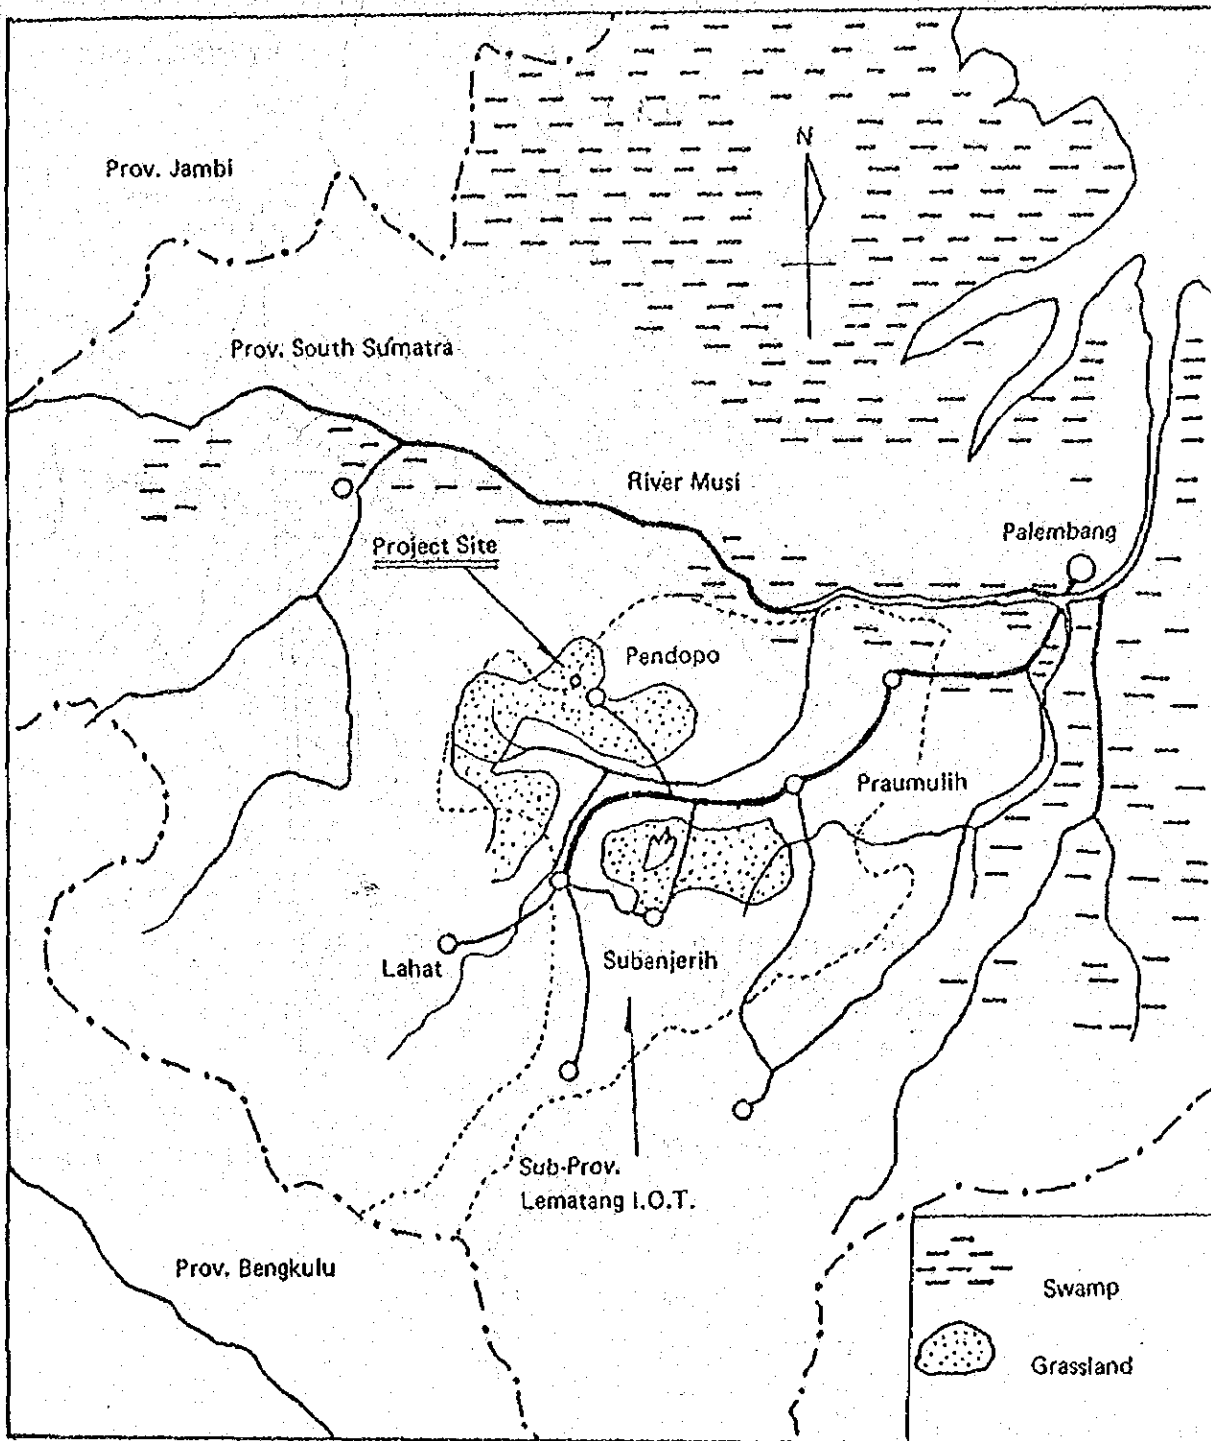 N
Prov. Jambi
Prov. South Sumatra
River Musi
Palembang
Project Site
Pendopo
Praumulih
Lahat
Subanjerih
Sub-Prov.
Lematang I.O.T.
Prov. Bengkulu
Swamp
Grassland